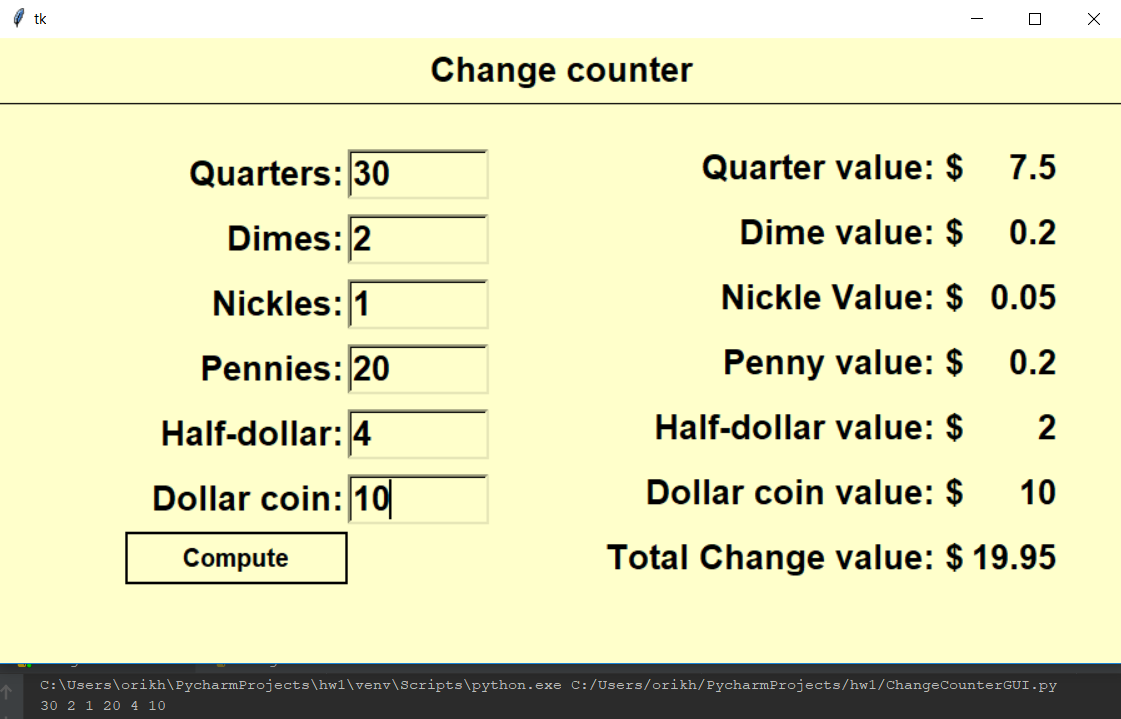 tk
Change counter
Quarters: 30 Quarter value: $ 7.5
Dimes: 2 Dime value: $ 0.2
Nickles: 1 Nickle Value: $ 0.05
Pennies: 20 Penny value: $ 0.2
Half-dollar: 4 Half-dollar value: $ 2
Dollar coin: 10 Dollar coin value: $ 10
Compute Total Change value: $ 19.95
C:\Users\orikh\PycharmProjects\hw1\venv\Scripts\python.exe C:/Users/orikh/PycharmProjects/hw1/ChangeCounterGUI.py
30 2 1 20 4 10